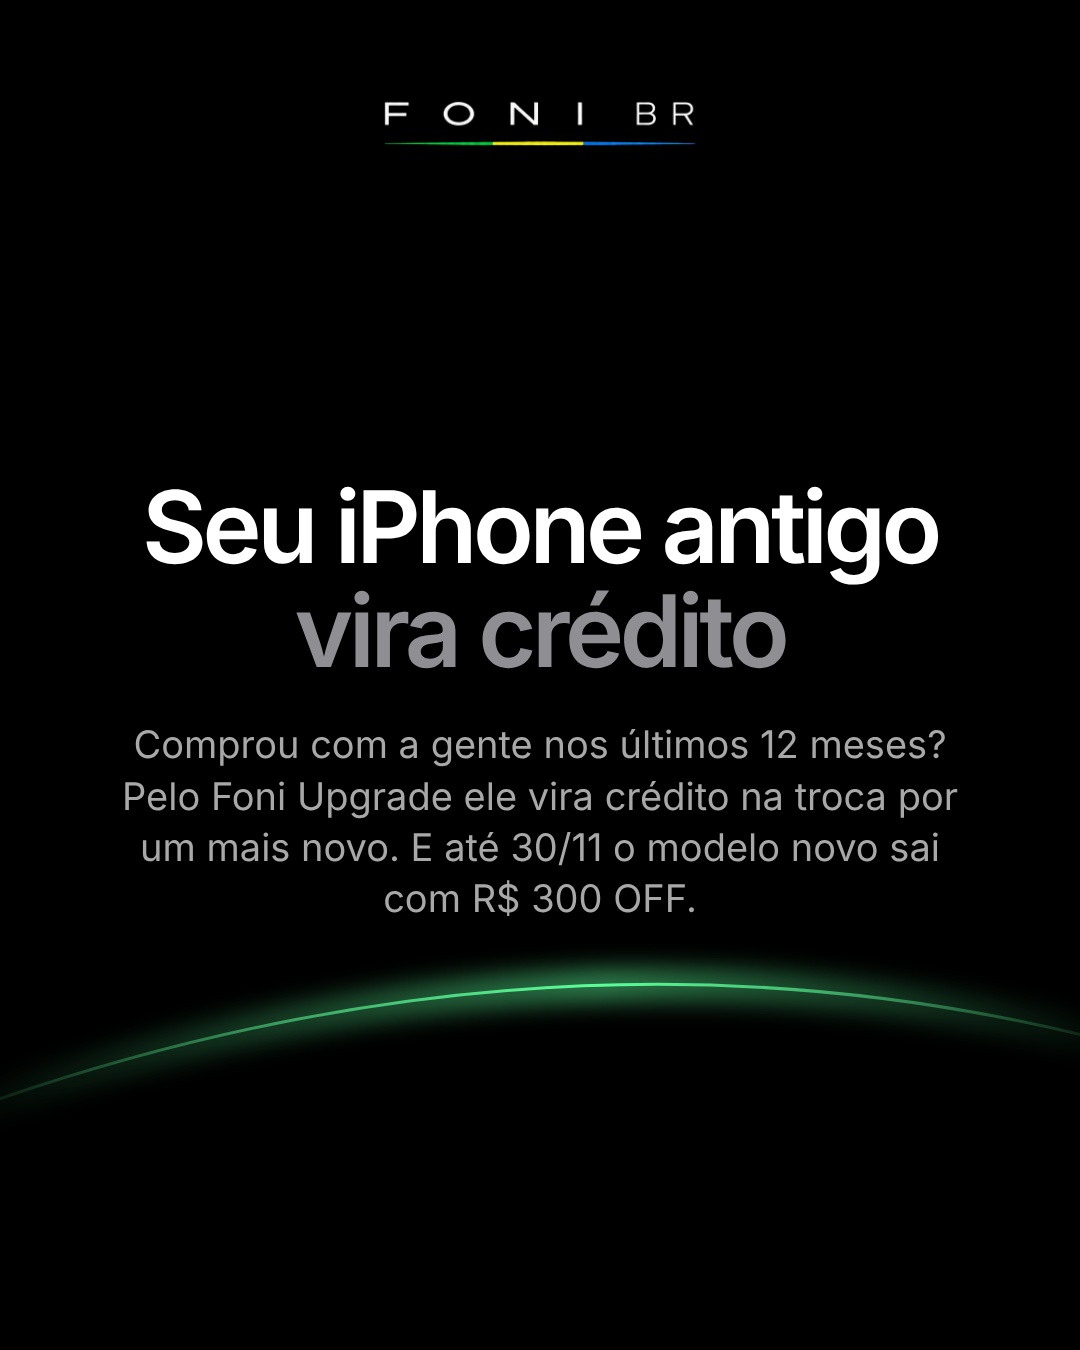 FONI BR
Seu iPhone antigo
vira crédito
Comprou com a gente nos últimos 12 meses?
Pelo Foni Upgrade ele vira crédito na troca por
um mais novo. E até 30/11 o modelo novo sai
com R$ 300 OFF.